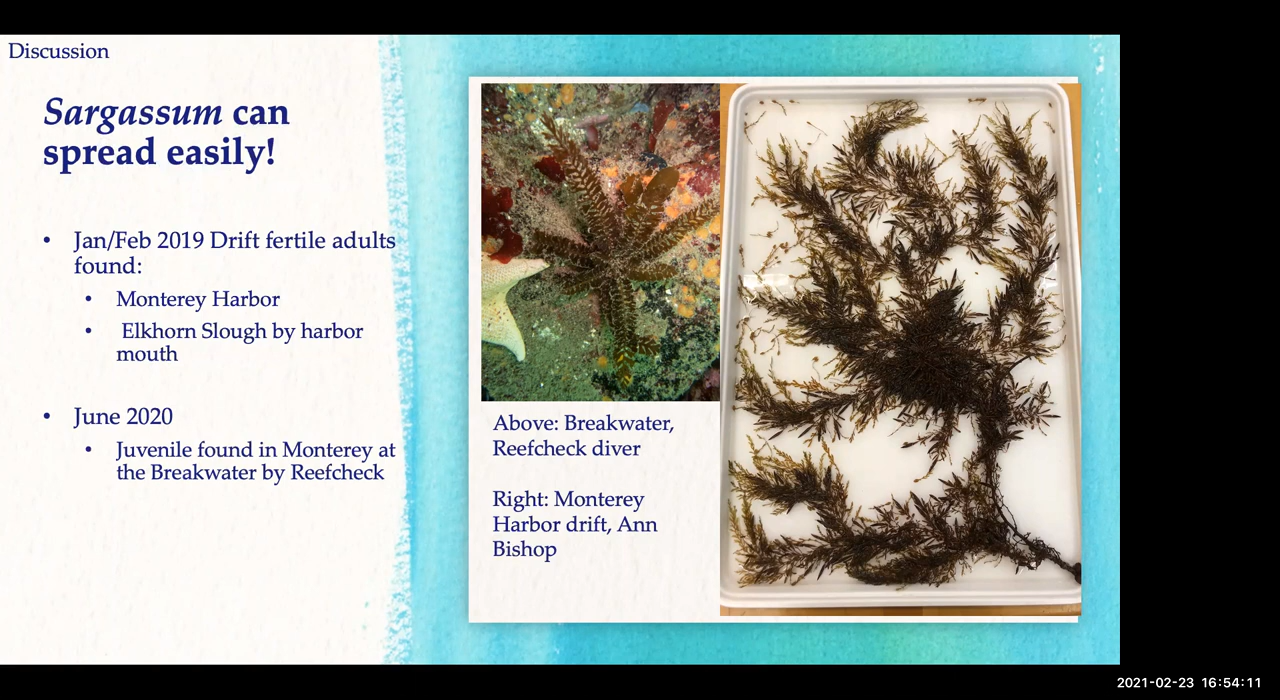 Discussion
Sargassum can
spread easily!
• Jan/Feb 2019 Drift fertile adults
found:
• Monterey Harbor
• Elkhorn Slough by harbor
mouth
• June 2020
• Juvenile found in Monterey at
the Breakwater by Reefcheck
Above: Breakwater,
Reefcheck diver
Right: Monterey
Harbor drift, Ann
Bishop
2021-02-23 16:54:11